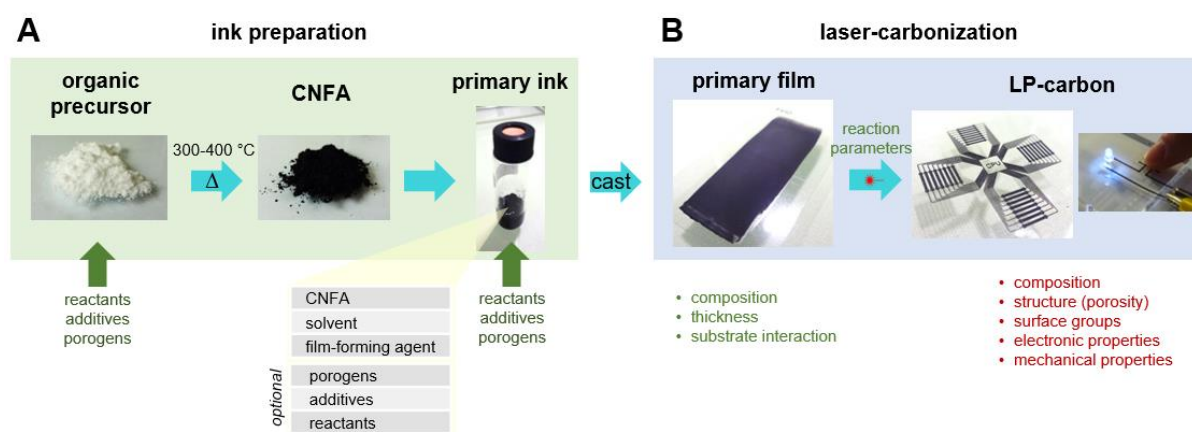 A
ink preparation
organic
precursor
300-400 °C
Δ
CNFA
primary ink
reactants
additives
porogens
CNFA
solvent
film-forming agent
optional
porogens
additives
reactants
reactants
additives
porogens
cast
B
laser-carbonization
primary film
reaction
parameters
LP-carbon
• composition
• thickness
• substrate interaction
• composition
• structure (porosity)
• surface groups
• electronic properties
• mechanical properties